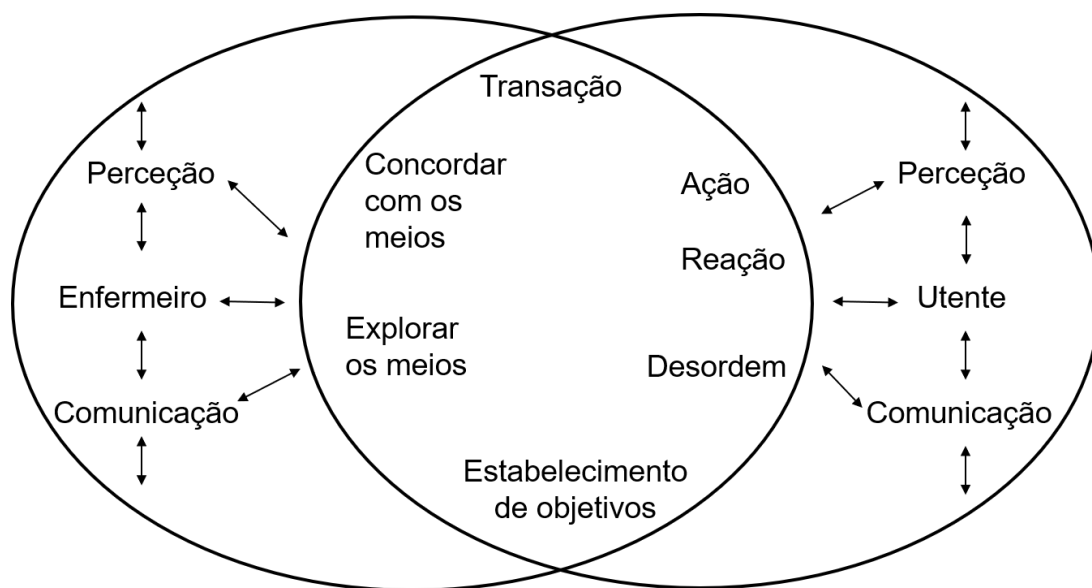 Transação
Perceção
Concordar
com os
meios
Ação
Perceção
Reação
Enfermeiro
Utente
Explorar
os meios
Desordem
Comunicação
Comunicação
Estabelecimento
de objetivos